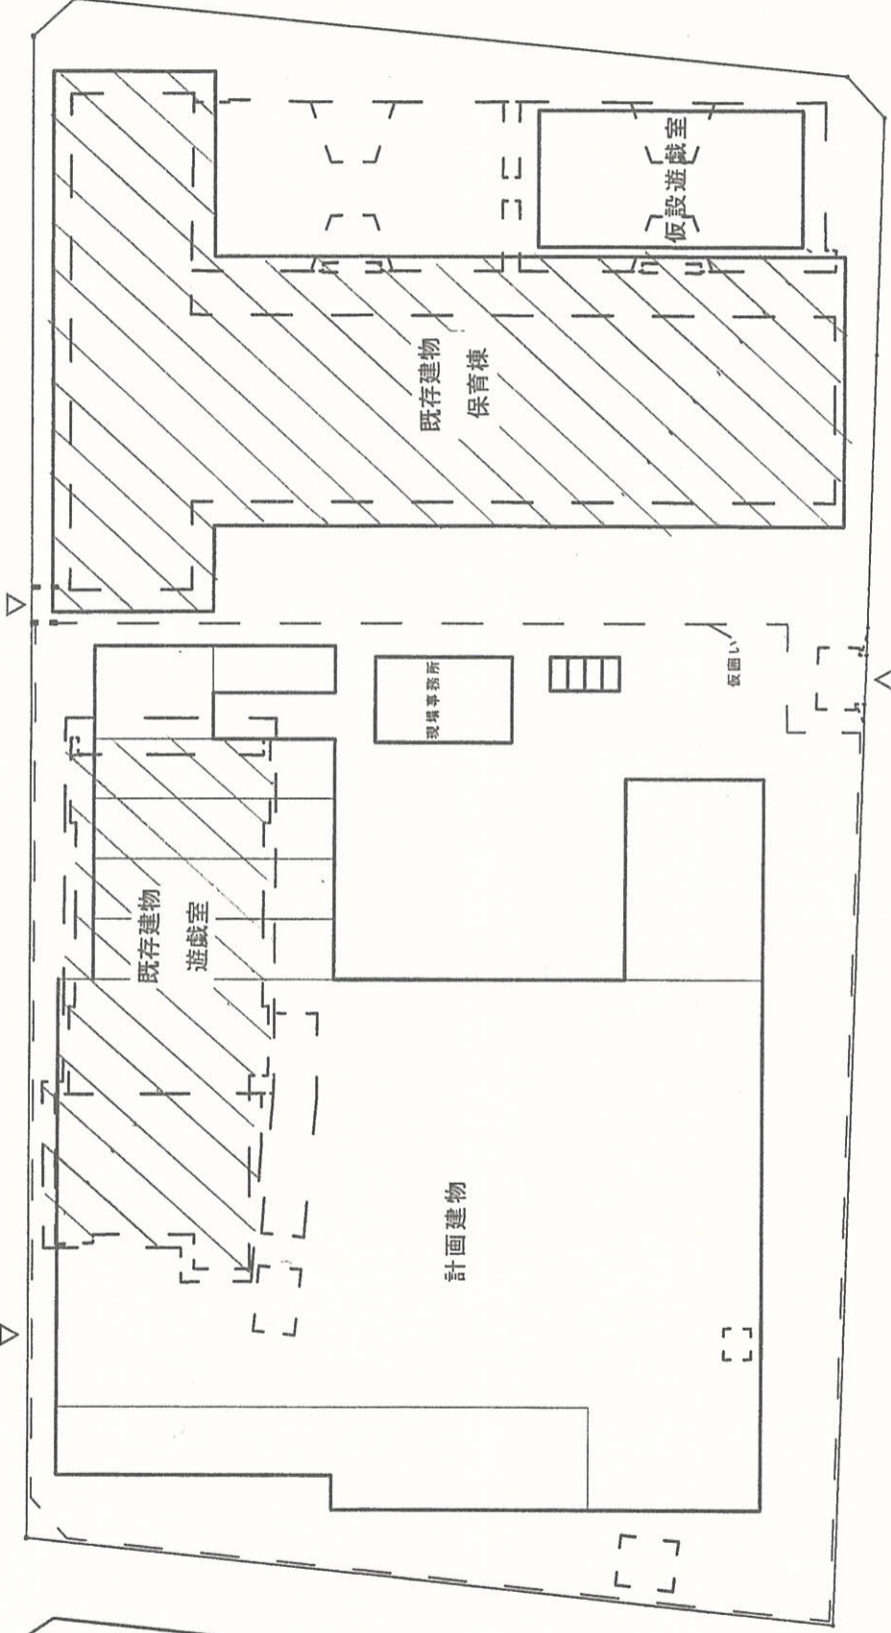 仮設遊戯室
既存建物
保育棟
現場事務所
仮囲い
既存建物
遊戯室
計画建物